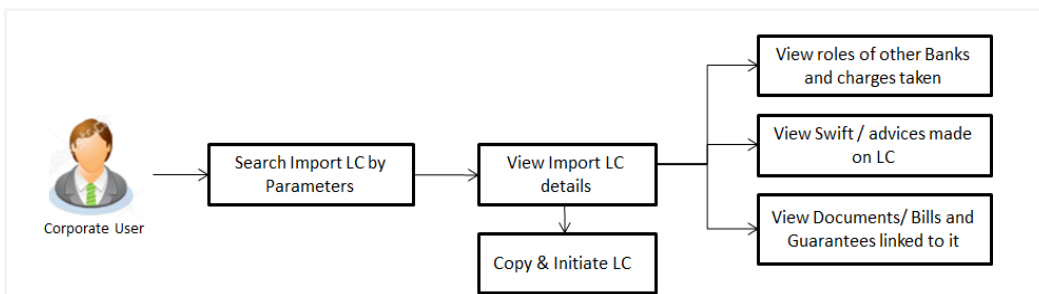 View roles of other Banks
and charges taken
Search Import LC by
Parameters
View Import LC
details
View Swift / advices made
on LC
Corporate User
Copy & Initiate LC
View Documents/ Bills and
Guarantees linked to it